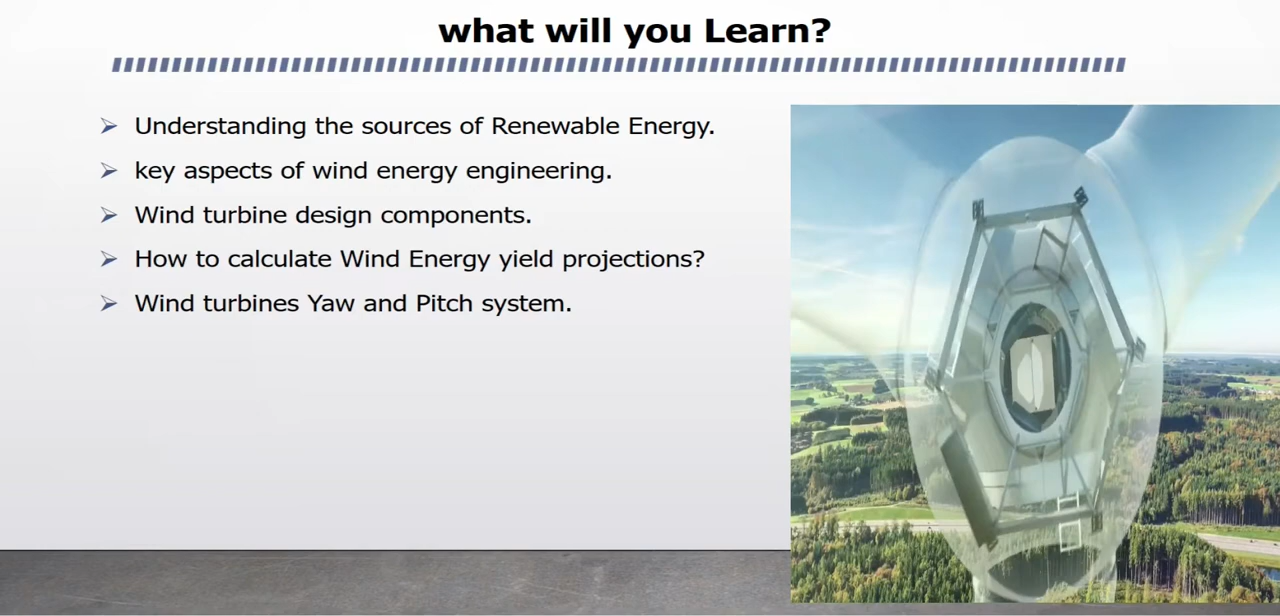 what will you Learn?
Understanding the sources of Renewable Energy.
key aspects of wind energy engineering.
Wind turbine design components.
How to calculate Wind Energy yield projections?
Wind turbines Yaw and Pitch system.